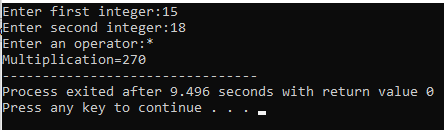 Enter first integer:15
Enter second integer:18
Enter an operator:*
Multiplication=270
--------------------------------
Process exited after 9.496 seconds with return value 0
Press any key to continue . . .